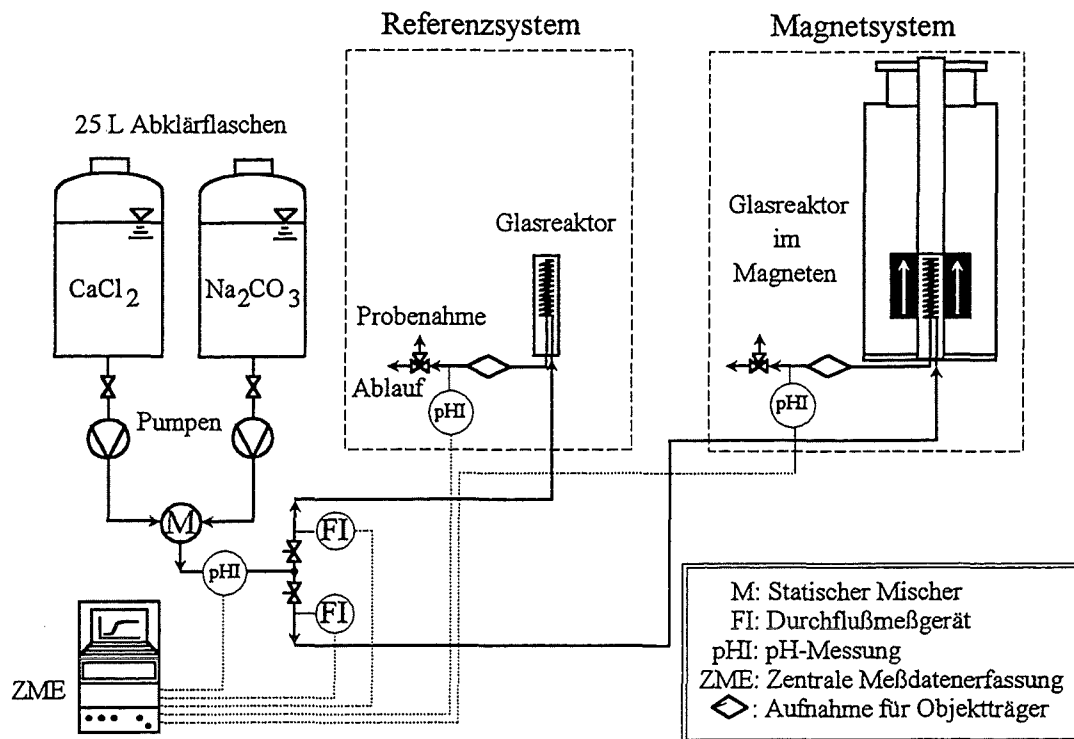 Referenzsystem
Magnetsystem
25 L Abklärflaschen
CaCl2
Na2CO3
Pumpen
M
pHI
FI
FI
ZME
Glasreaktor
Probenahme
Ablauf
pHI
Glasreaktor
im
Magneten
pHI
M: Statischer Mischer
FI: Durchflußmeßgerät
pHI: pH-Messung
ZME: Zentrale Meßdatenerfassung
: Aufnahme für Objektträger